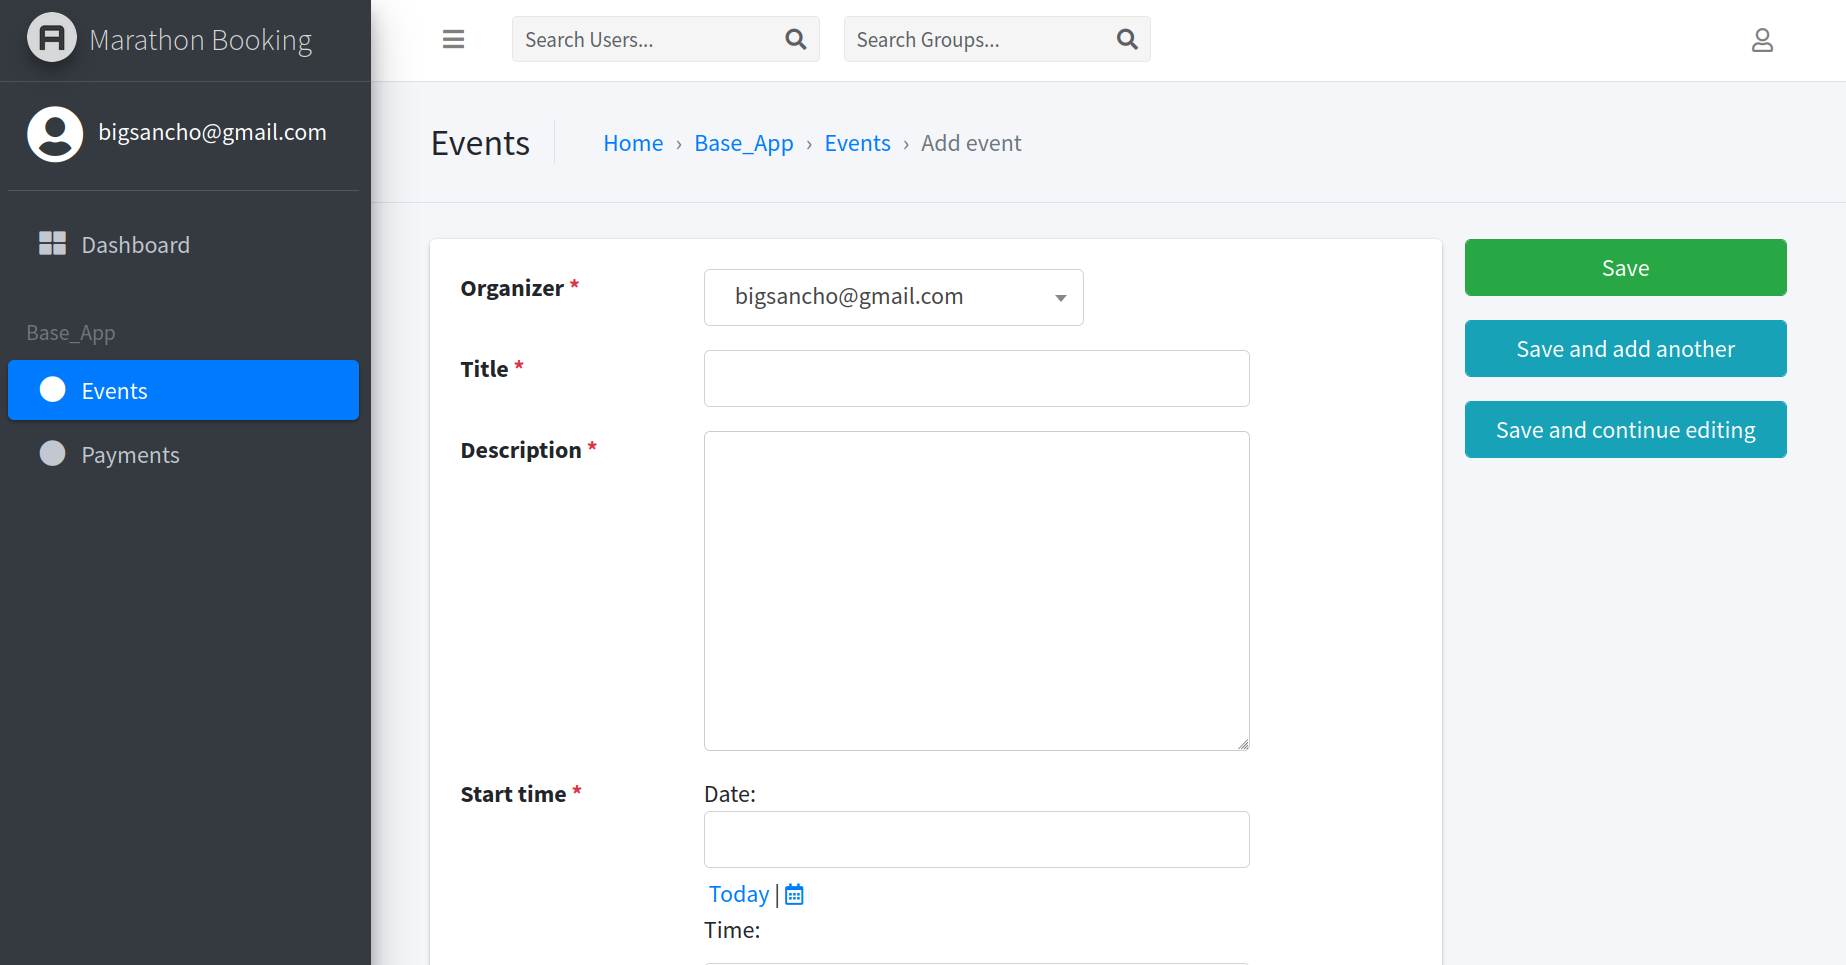 Marathon Booking
Search Users...
Search Groups...
bigsancho@gmail.com
Dashboard
Base_App
Events
Payments
Events
Home › Base_App › Events › Add event
Organizer *
bigsancho@gmail.com
Title *
Description *
Start time *
Date:
Today |
Time:
Save
Save and add another
Save and continue editing